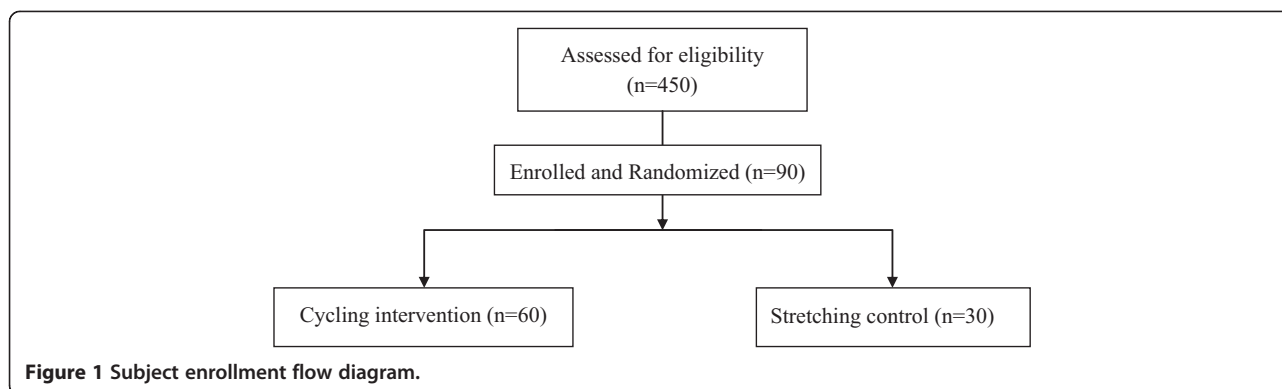 Assessed for eligibility
(n=450)
Enrolled and Randomized (n=90)
Cycling intervention (n=60)
Stretching control (n=30)
Figure 1 Subject enrollment flow diagram.